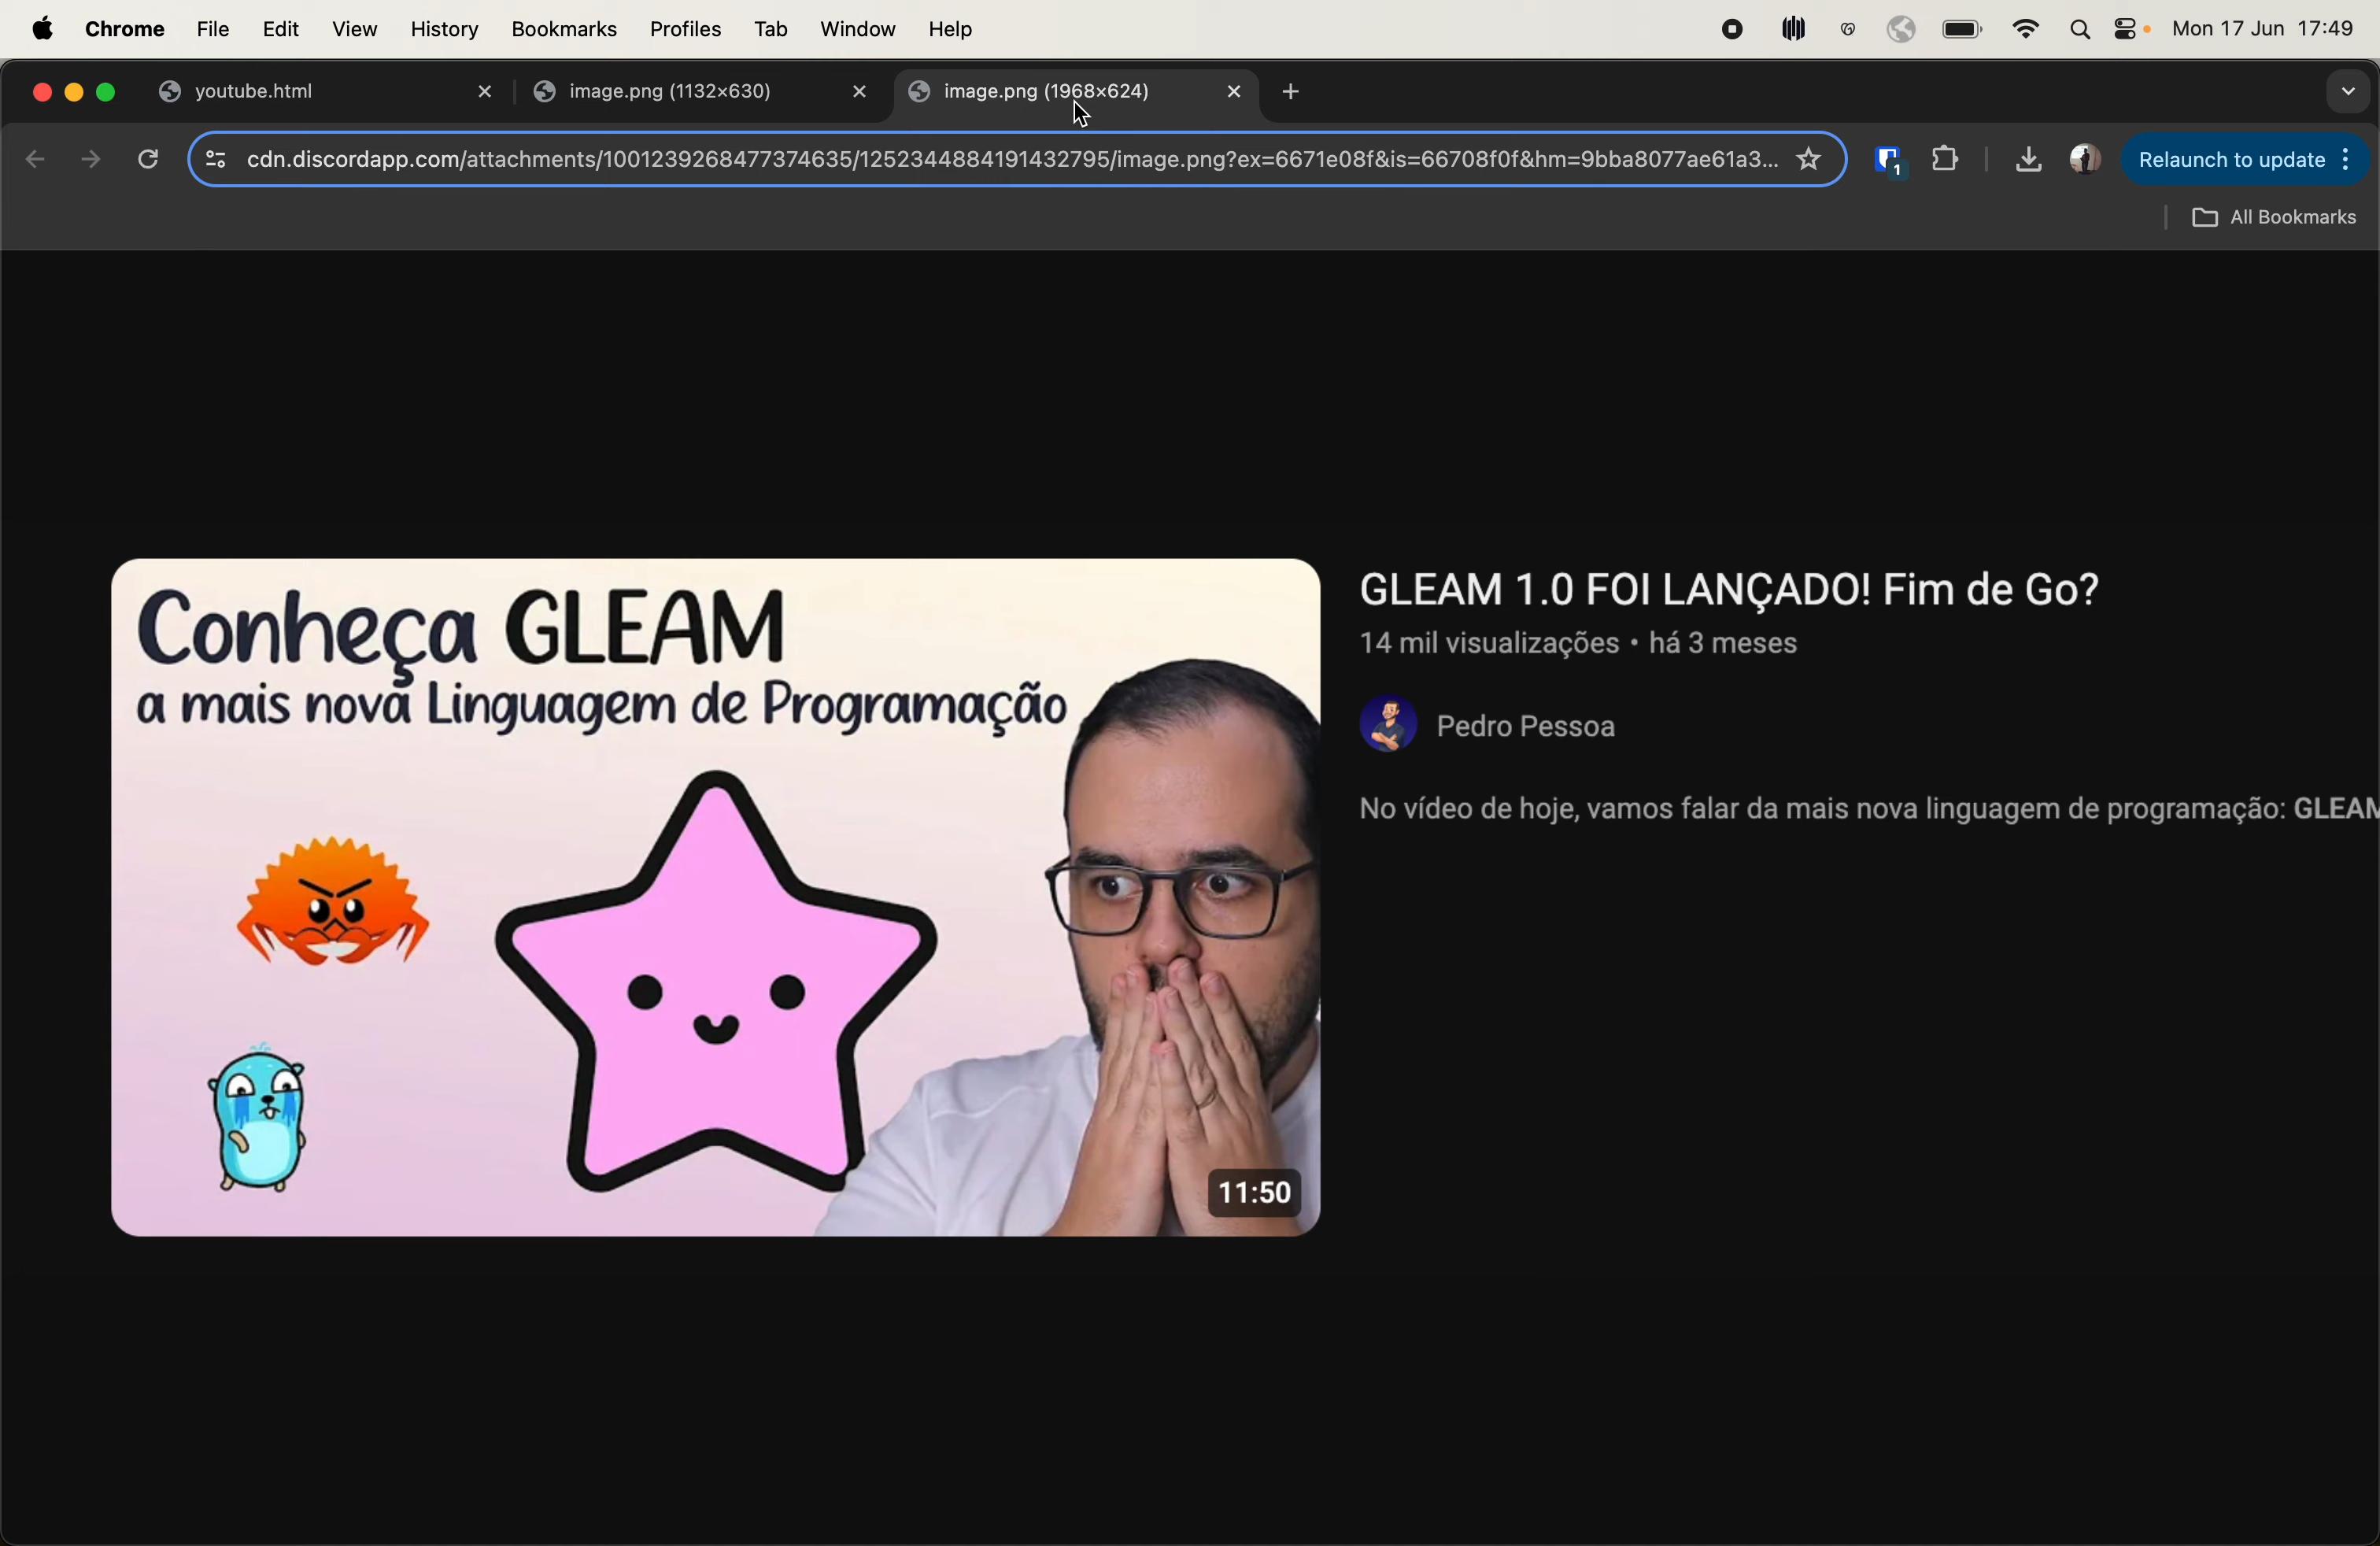 Chrome File Edit View History Bookmarks Profiles Tab Window Help Mon 17 Jun 17:49
youtube.html image.png (1132×630) image.png (1968×624)
cdn.discordapp.com/attachments/1001239268477374635/1252344884191432795/image.png?ex=6671e08f&is=66708f0f&hm=9bba8077ae61a3... 1 Relaunch to update
All Bookmarks
Conheça GLEAM
a mais nova Linguagem de Programação
11:50
GLEAM 1.0 FOI LANÇADO! Fim de Go?
14 mil visualizações • há 3 meses
Pedro Pessoa
No vídeo de hoje, vamos falar da mais nova linguagem de programação: GLEAM